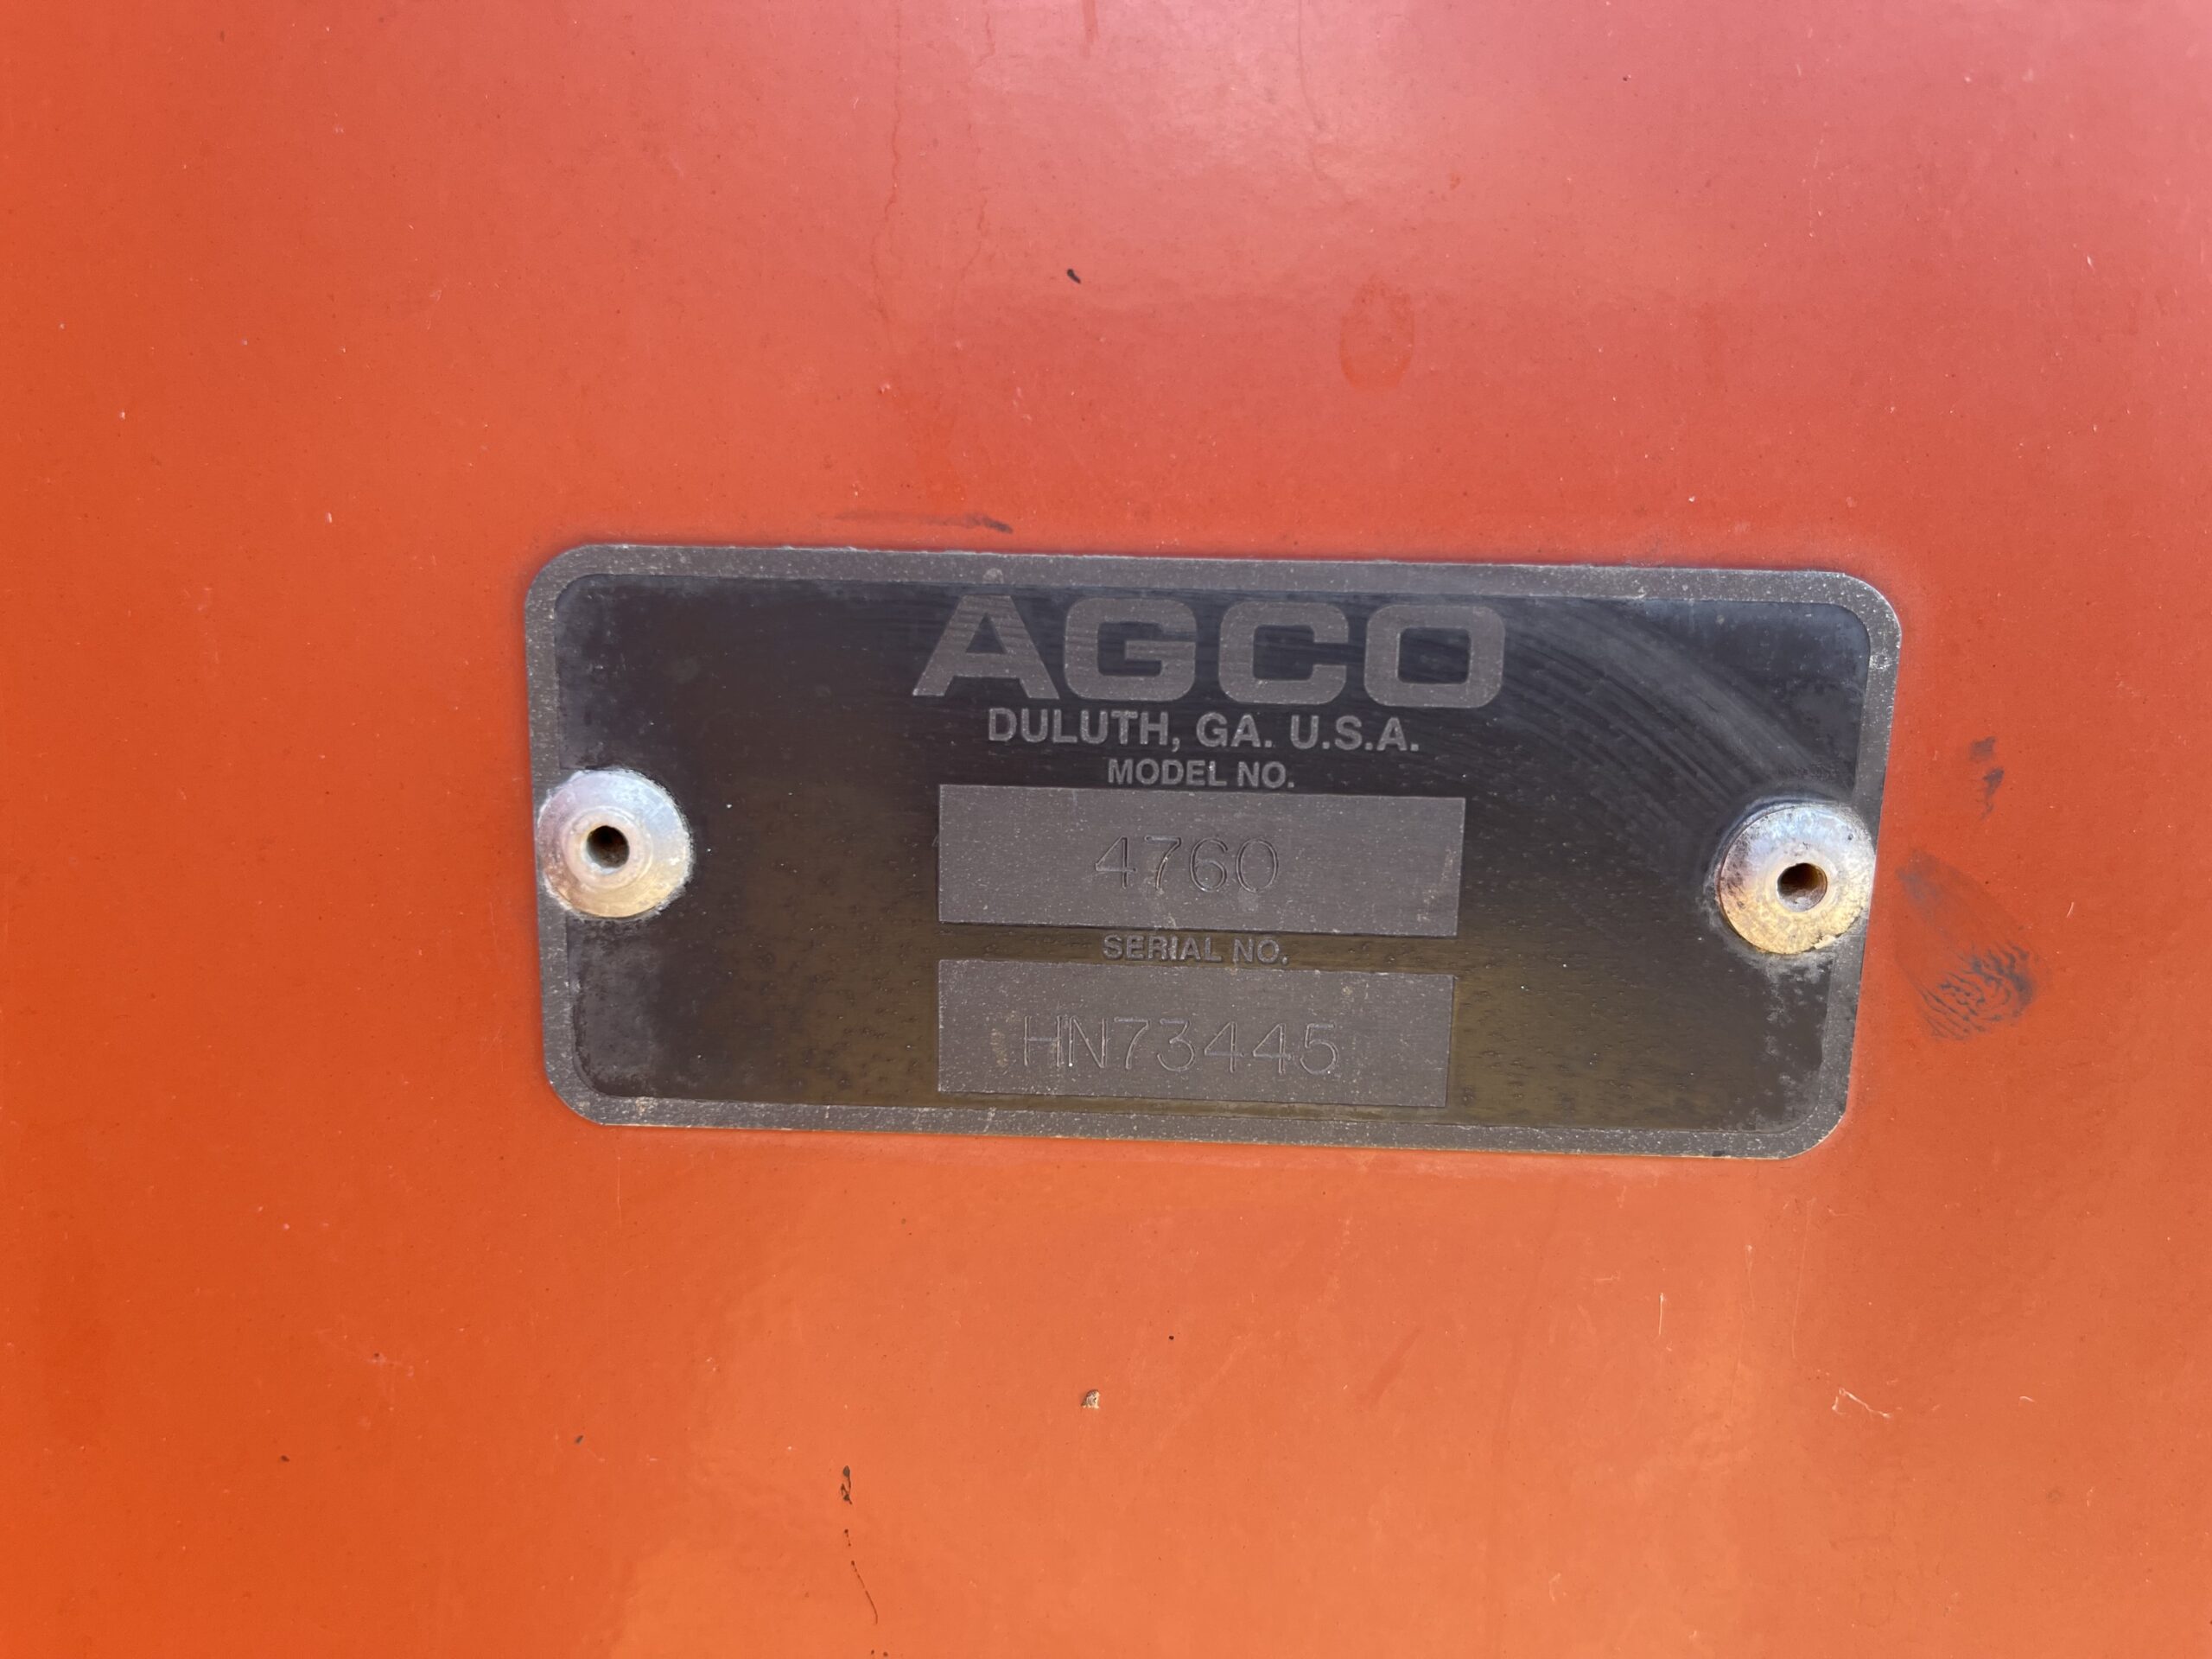 AGCO
DULUTH, GA. U.S.A.
MODEL NO.
4760
SERIAL NO.
HN73445